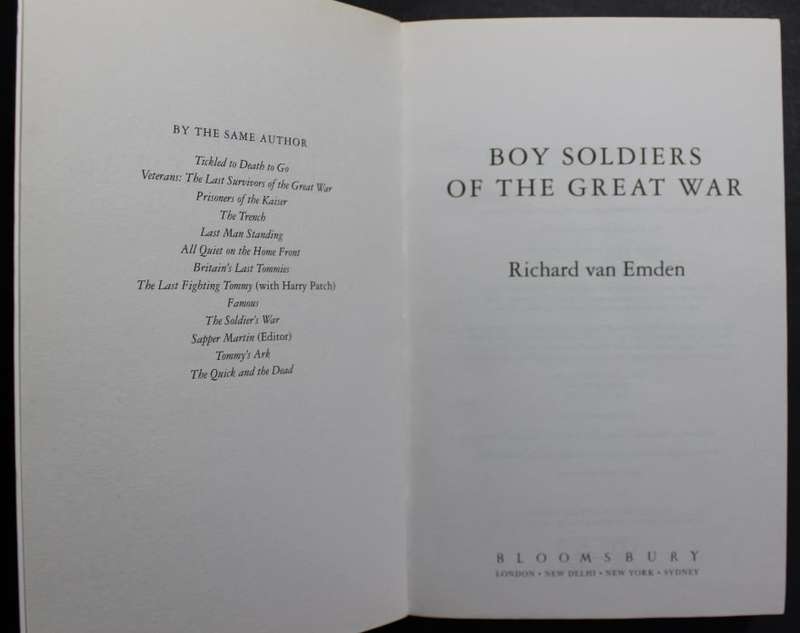 BY THE SAME AUTHOR
Tickled to Death to Go
Veterans: The Last Survivors of the Great War
Prisoners of the Kaiser
The Trench
Last Man Standing
All Quiet on the Home Front
Britain's Last Tommies
The Last Fighting Tommy (with Harry Patch)
Famous
The Soldier's War
Sapper Martin (Editor)
Tommy's Ark
The Quick and the Dead
BOY SOLDIERS
OF THE GREAT WAR
Richard van Emden
BLOOMSBURY
LONDON • NEW DELHI • NEW YORK • SYDNEY